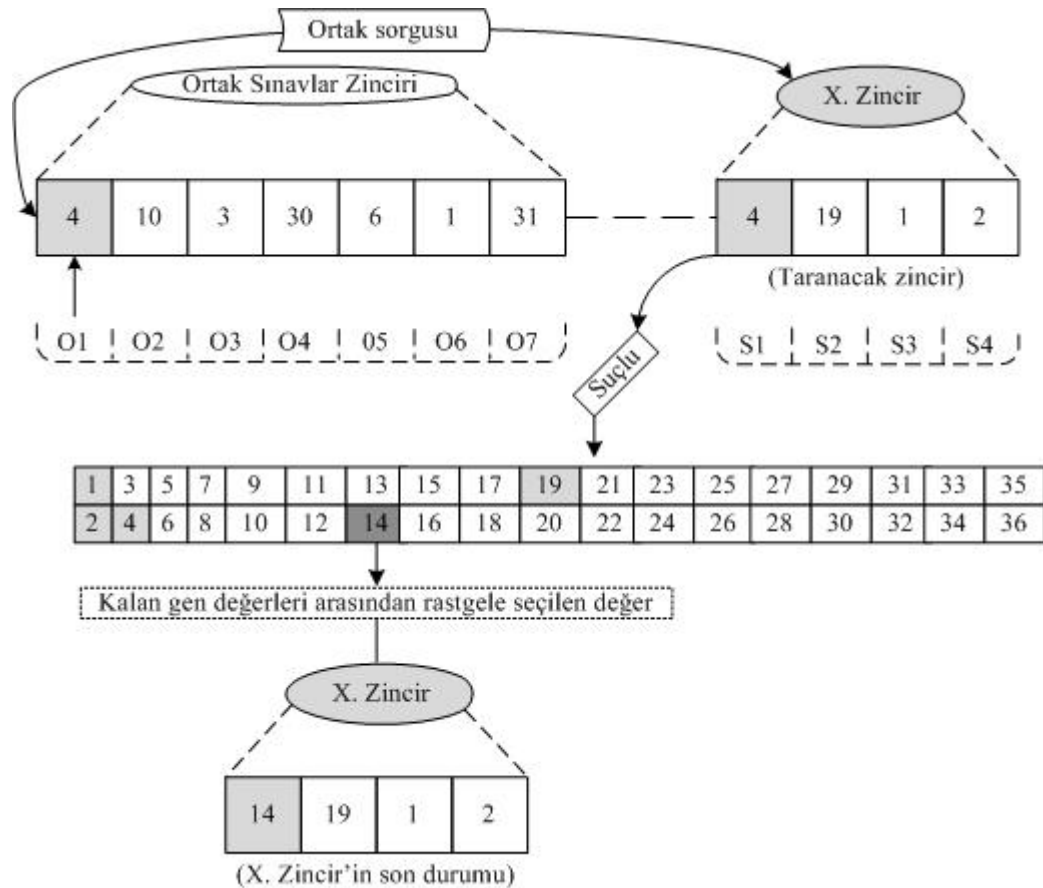 Ortak sorgusu
Ortak Sınavlar Zinciri
X. Zincir
4 10 3 30 6 1 31
4 19 1 2
(Taranacak zincir)
O1 O2 O3 O4 05 O6 O7
S1 S2 S3 S4
Suçlu
1 3 5 7 9 11 13 15 17 19 21 23 25 27 29 31 33 35
2 4 6 8 10 12 14 16 18 20 22 24 26 28 30 32 34 36
Kalan gen değerleri arasından rastgele seçilen değer
X. Zincir
14 19 1 2
(X. Zincir'in son durumu)